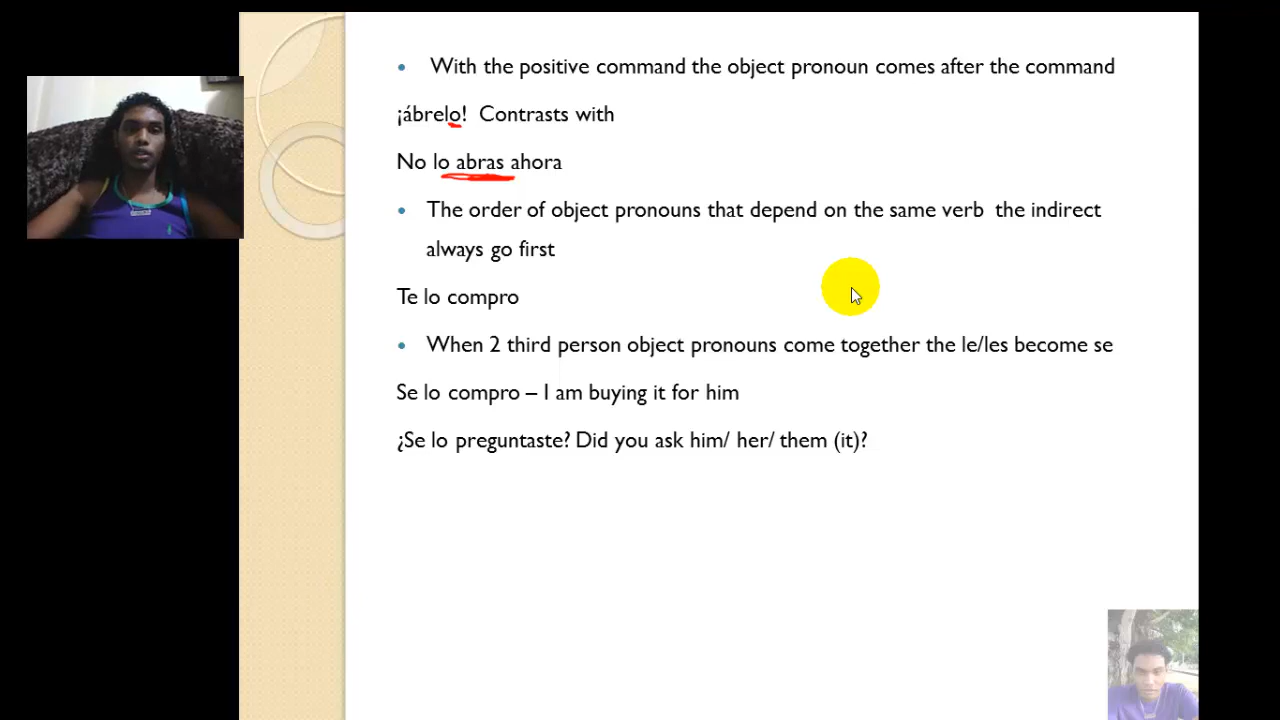 With the positive command the object pronoun comes after the command
¡ábrelo! Contrasts with
No lo abras ahora
The order of object pronouns that depend on the same verb the indirect
always go first
Te lo compro
When 2 third person object pronouns come together the le/les become se
Se lo compro – I am buying it for him
¿Se lo preguntaste? Did you ask him/ her/ them (it)?